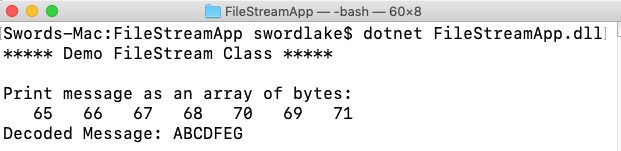 FileStreamApp — -bash — 60×8
[Swords-Mac:FileStreamApp swordlake$ dotnet FileStreamApp.dll]
***** Demo FileStream Class *****
Print message as an array of bytes:
65 66 67 68 70 69 71
Decoded Message: ABCDFEG